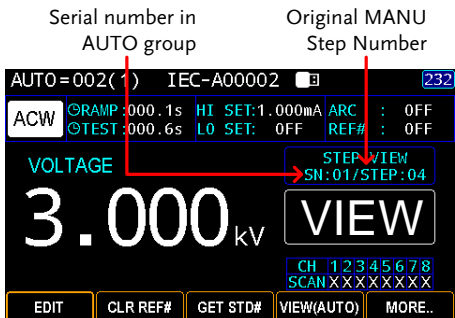 Serial number in
AUTO group
Original MANU
Step Number
AUTO=002(1) IEC-A00002 232
ACW
RAMP:000.1s HI SET:1.000mA ARC : OFF
TEST:000.6s LO SET: OFF REF# : OFF
VOLTAGE
STEP VIEW
SN:01/STEP:04
3.000kV
VIEW
CH 12345678
SCAN XXXXXXXX
EDIT CLR REF# GET STD# VIEW(AUTO) MORE..